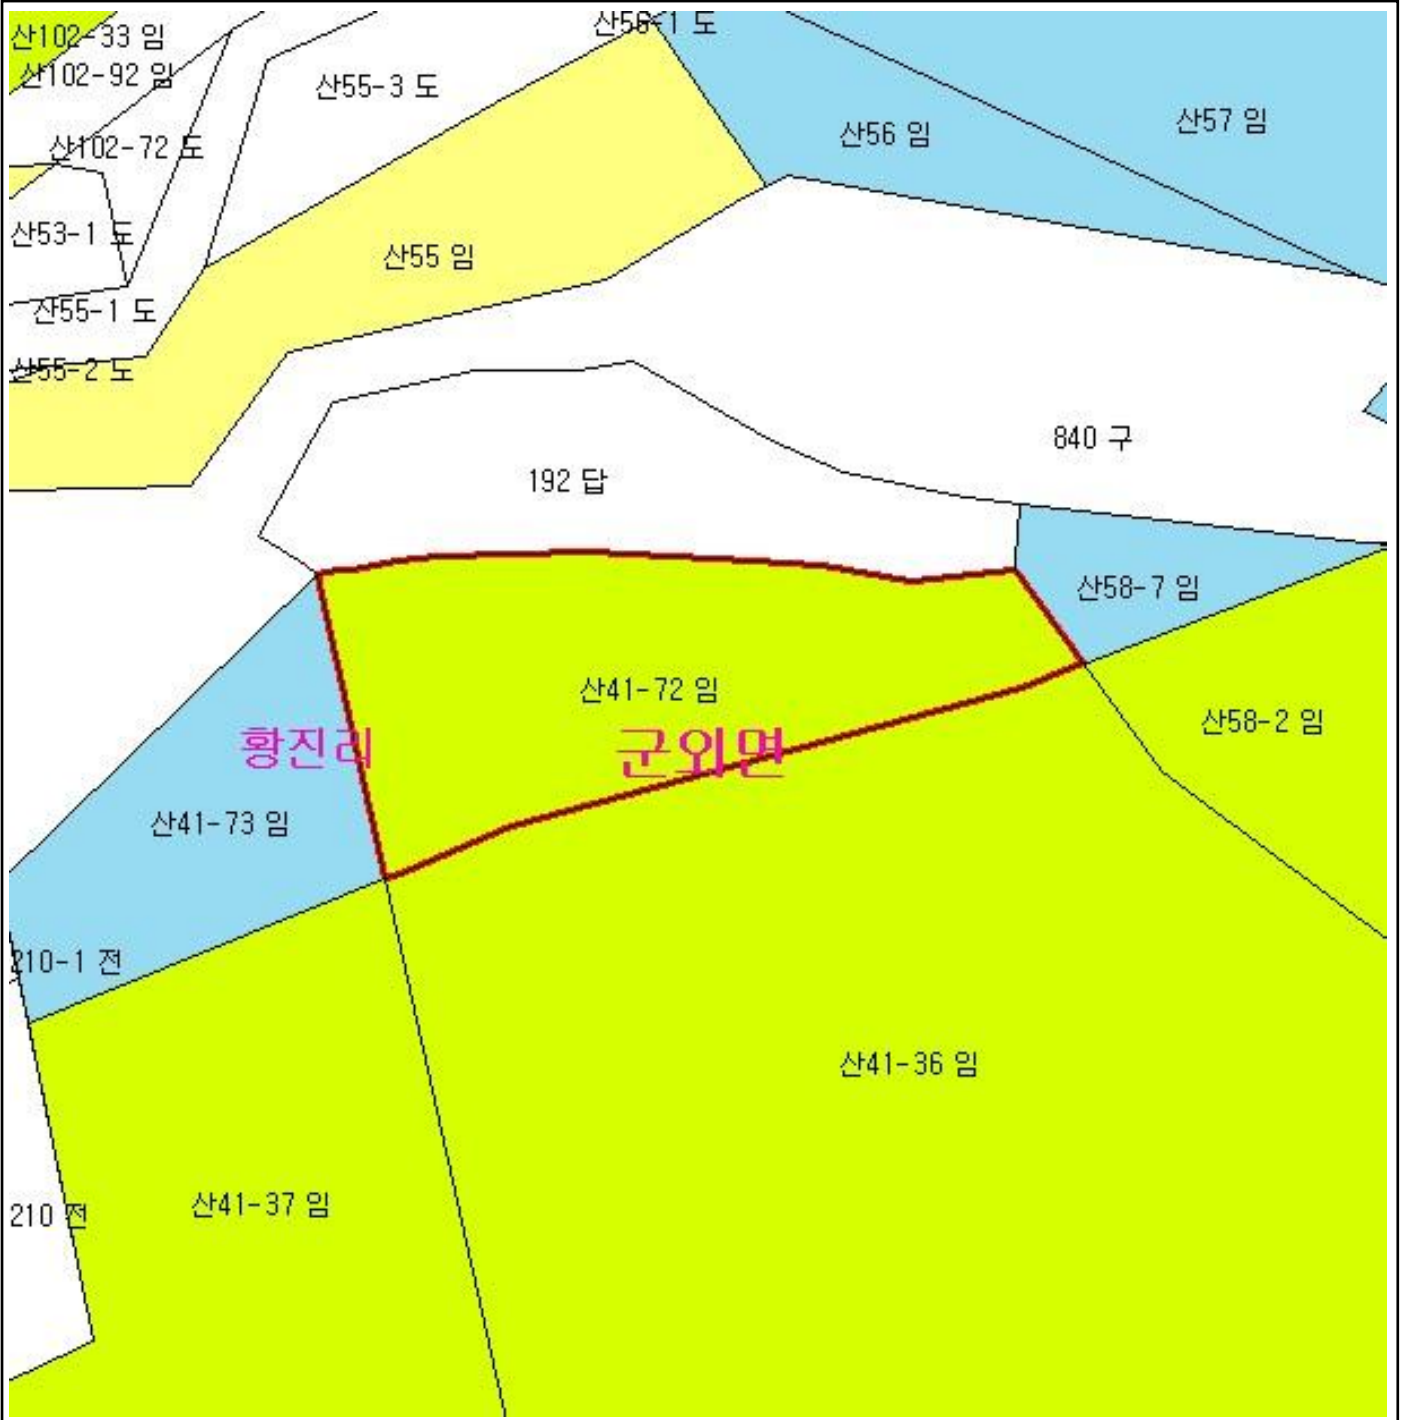 산102-33 임
산56-1 도
산102-92 임
산55-3 도
산57 임
산56 임
산102-72 도
산53-1 도
산55 임
산55-1 도
산55-2 도
840 구
192 답
산58-7 임
산41-72 임
산58-2 임
황진리
군외면
산41-73 임
210-1 전
산41-36 임
산41-37 임
210 전